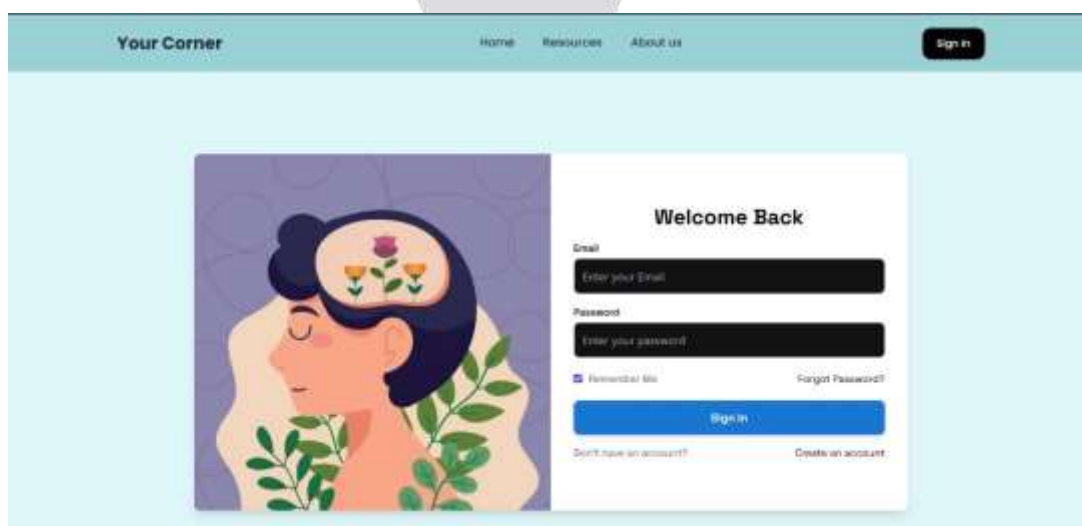 Your Corner
Home Resources About us
Sign in
Welcome Back
Email
Enter your Email
Password
Enter your password
Remember Me Forgot Password?
Sign In
Don't have an account? Create an account